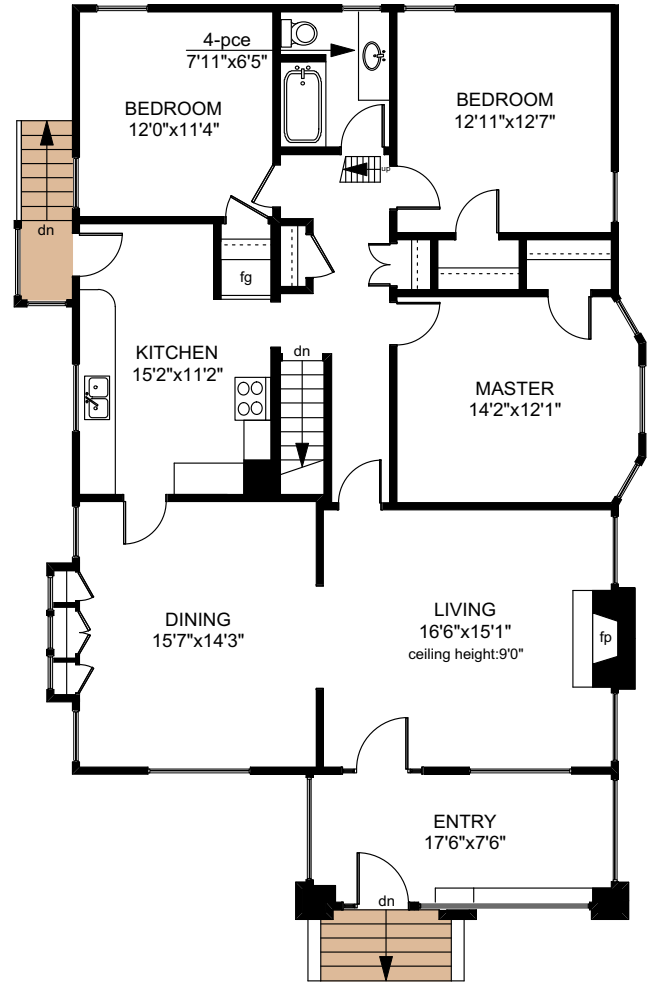 4-pce
7'11"x6'5"
BEDROOM
12'0"x11'4"
BEDROOM
12'11"x12'7"
up
dn
fg
KITCHEN
15'2"x11'2"
dn
MASTER
14'2"x12'1"
DINING
15'7"x14'3"
LIVING
16'6"x15'1"
ceiling height:9'0"
fp
ENTRY
17'6"x7'6"
dn